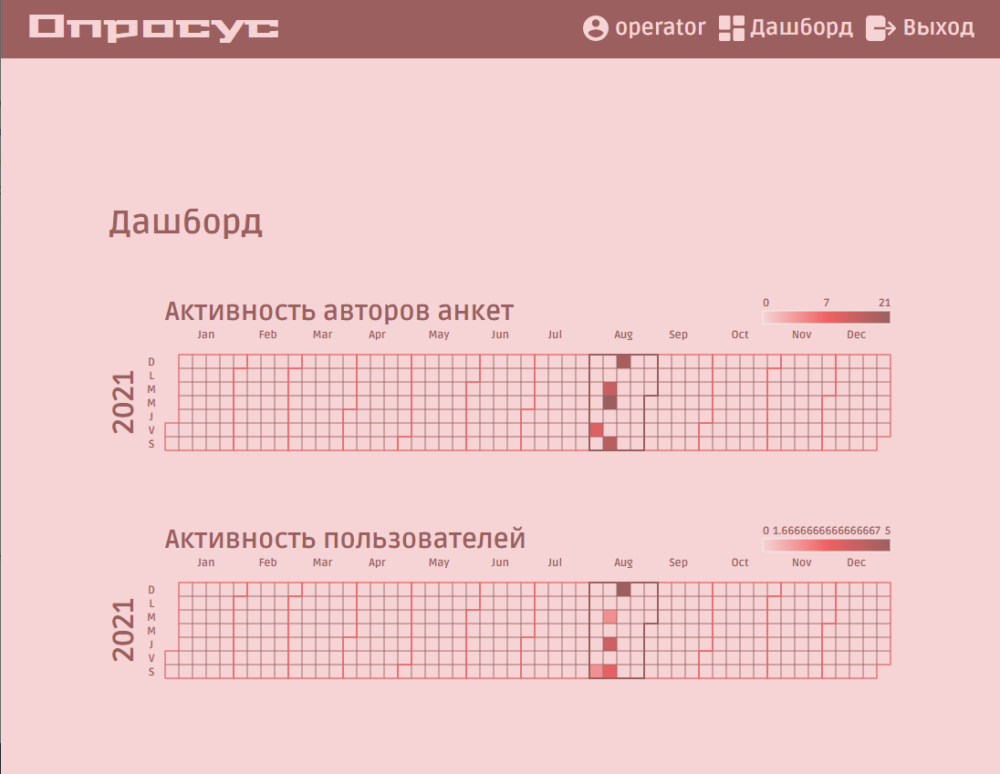 Опросус
operator Дашборд Выход
Дашборд
Активность авторов анкет
0 7 21
Jan Feb Mar Apr May Jun Jul Aug Sep Oct Nov Dec
2021
D
L
M
M
J
V
S
Активность пользователей
0 1.6666666666666667 5
Jan Feb Mar Apr May Jun Jul Aug Sep Oct Nov Dec
2021
D
L
M
M
J
V
S